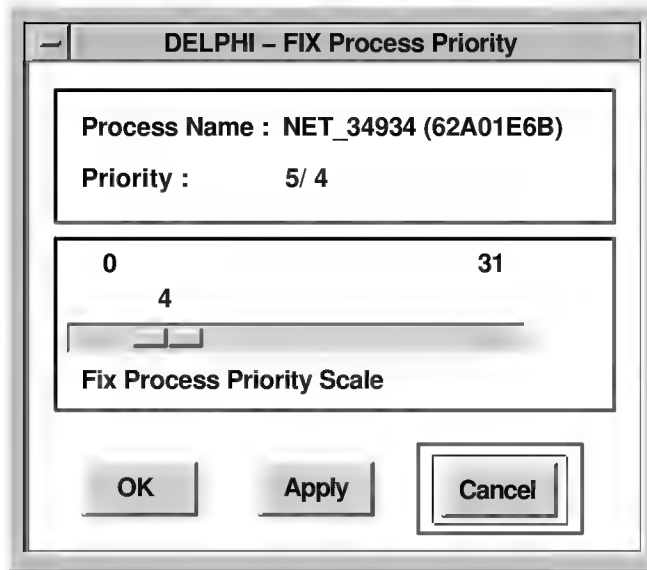 DELPHI – FIX Process Priority
Process Name : NET_34934 (62A01E6B)
Priority : 5/ 4
0 31
4
Fix Process Priority Scale
OK Apply Cancel